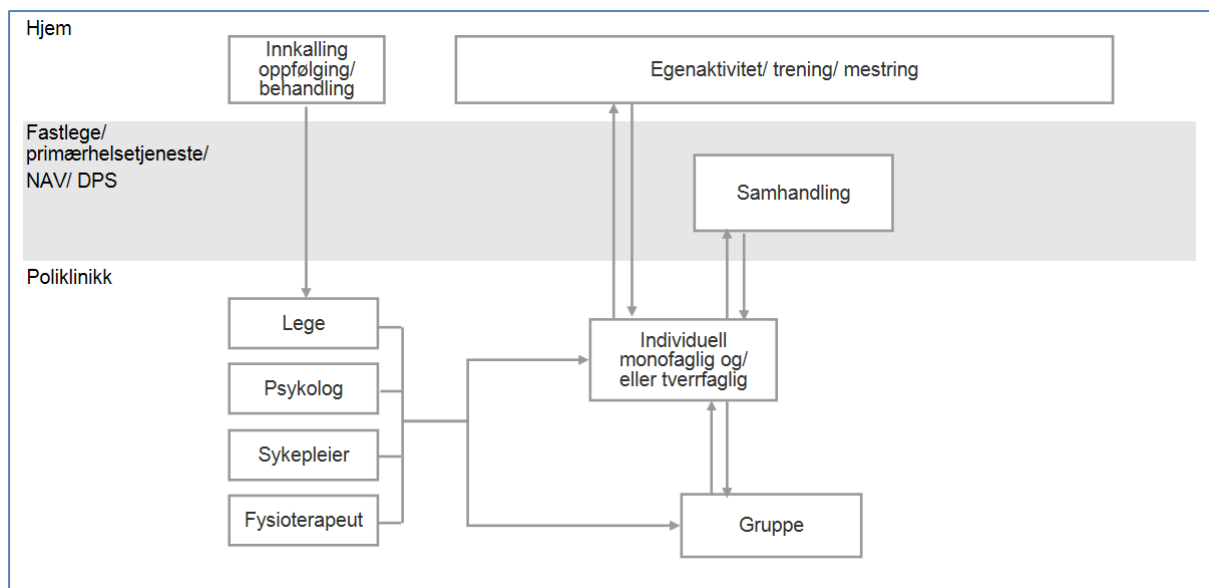 Hjem
Innkalling
oppfølging/
behandling
Egenaktivitet/ trening/ mestring
Fastlege/
primærhelsetjeneste/
NAV/ DPS
Samhandling
Poliklinikk
Lege
Psykolog
Sykepleier
Fysioterapeut
Individuell
monofaglig og/
eller tverrfaglig
Gruppe